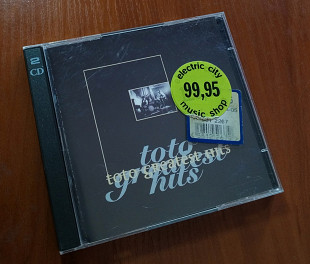 2
CD
electric city
99,95
music shop
toto
toto greatest hits
greatest
hits